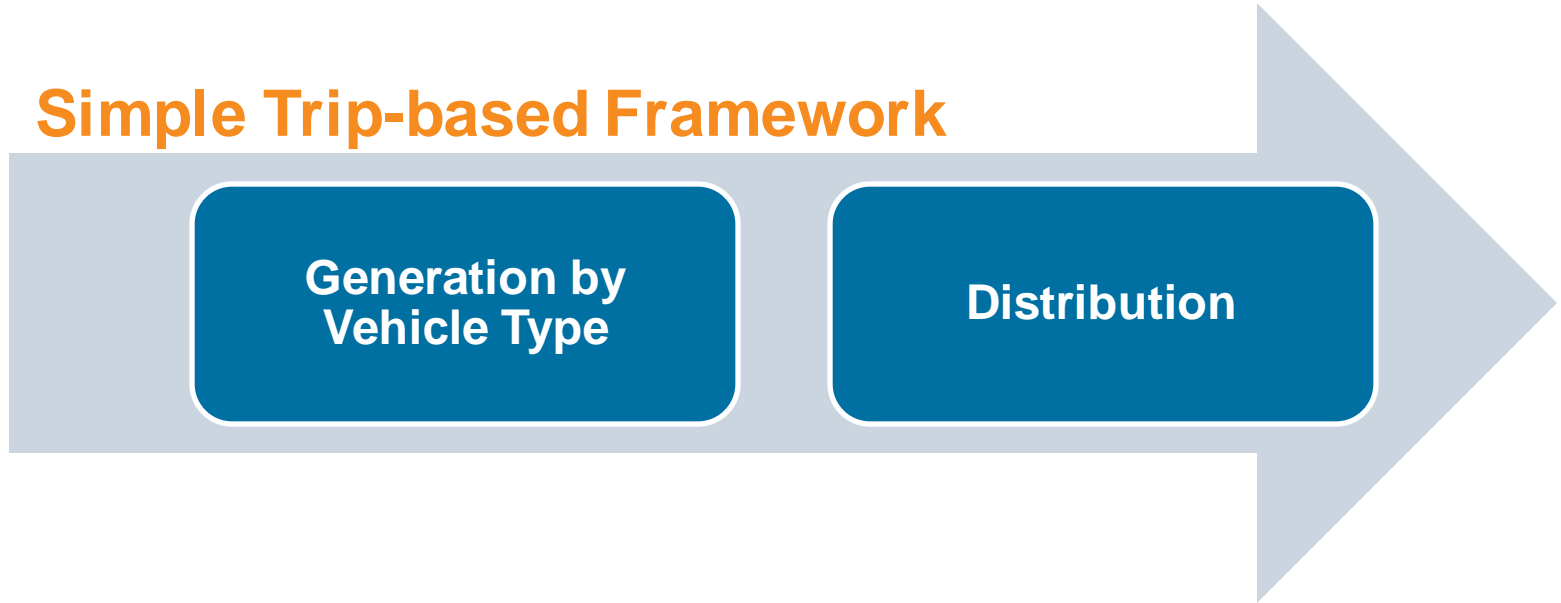 Simple Trip-based Framework
Generation by
Vehicle Type
Distribution